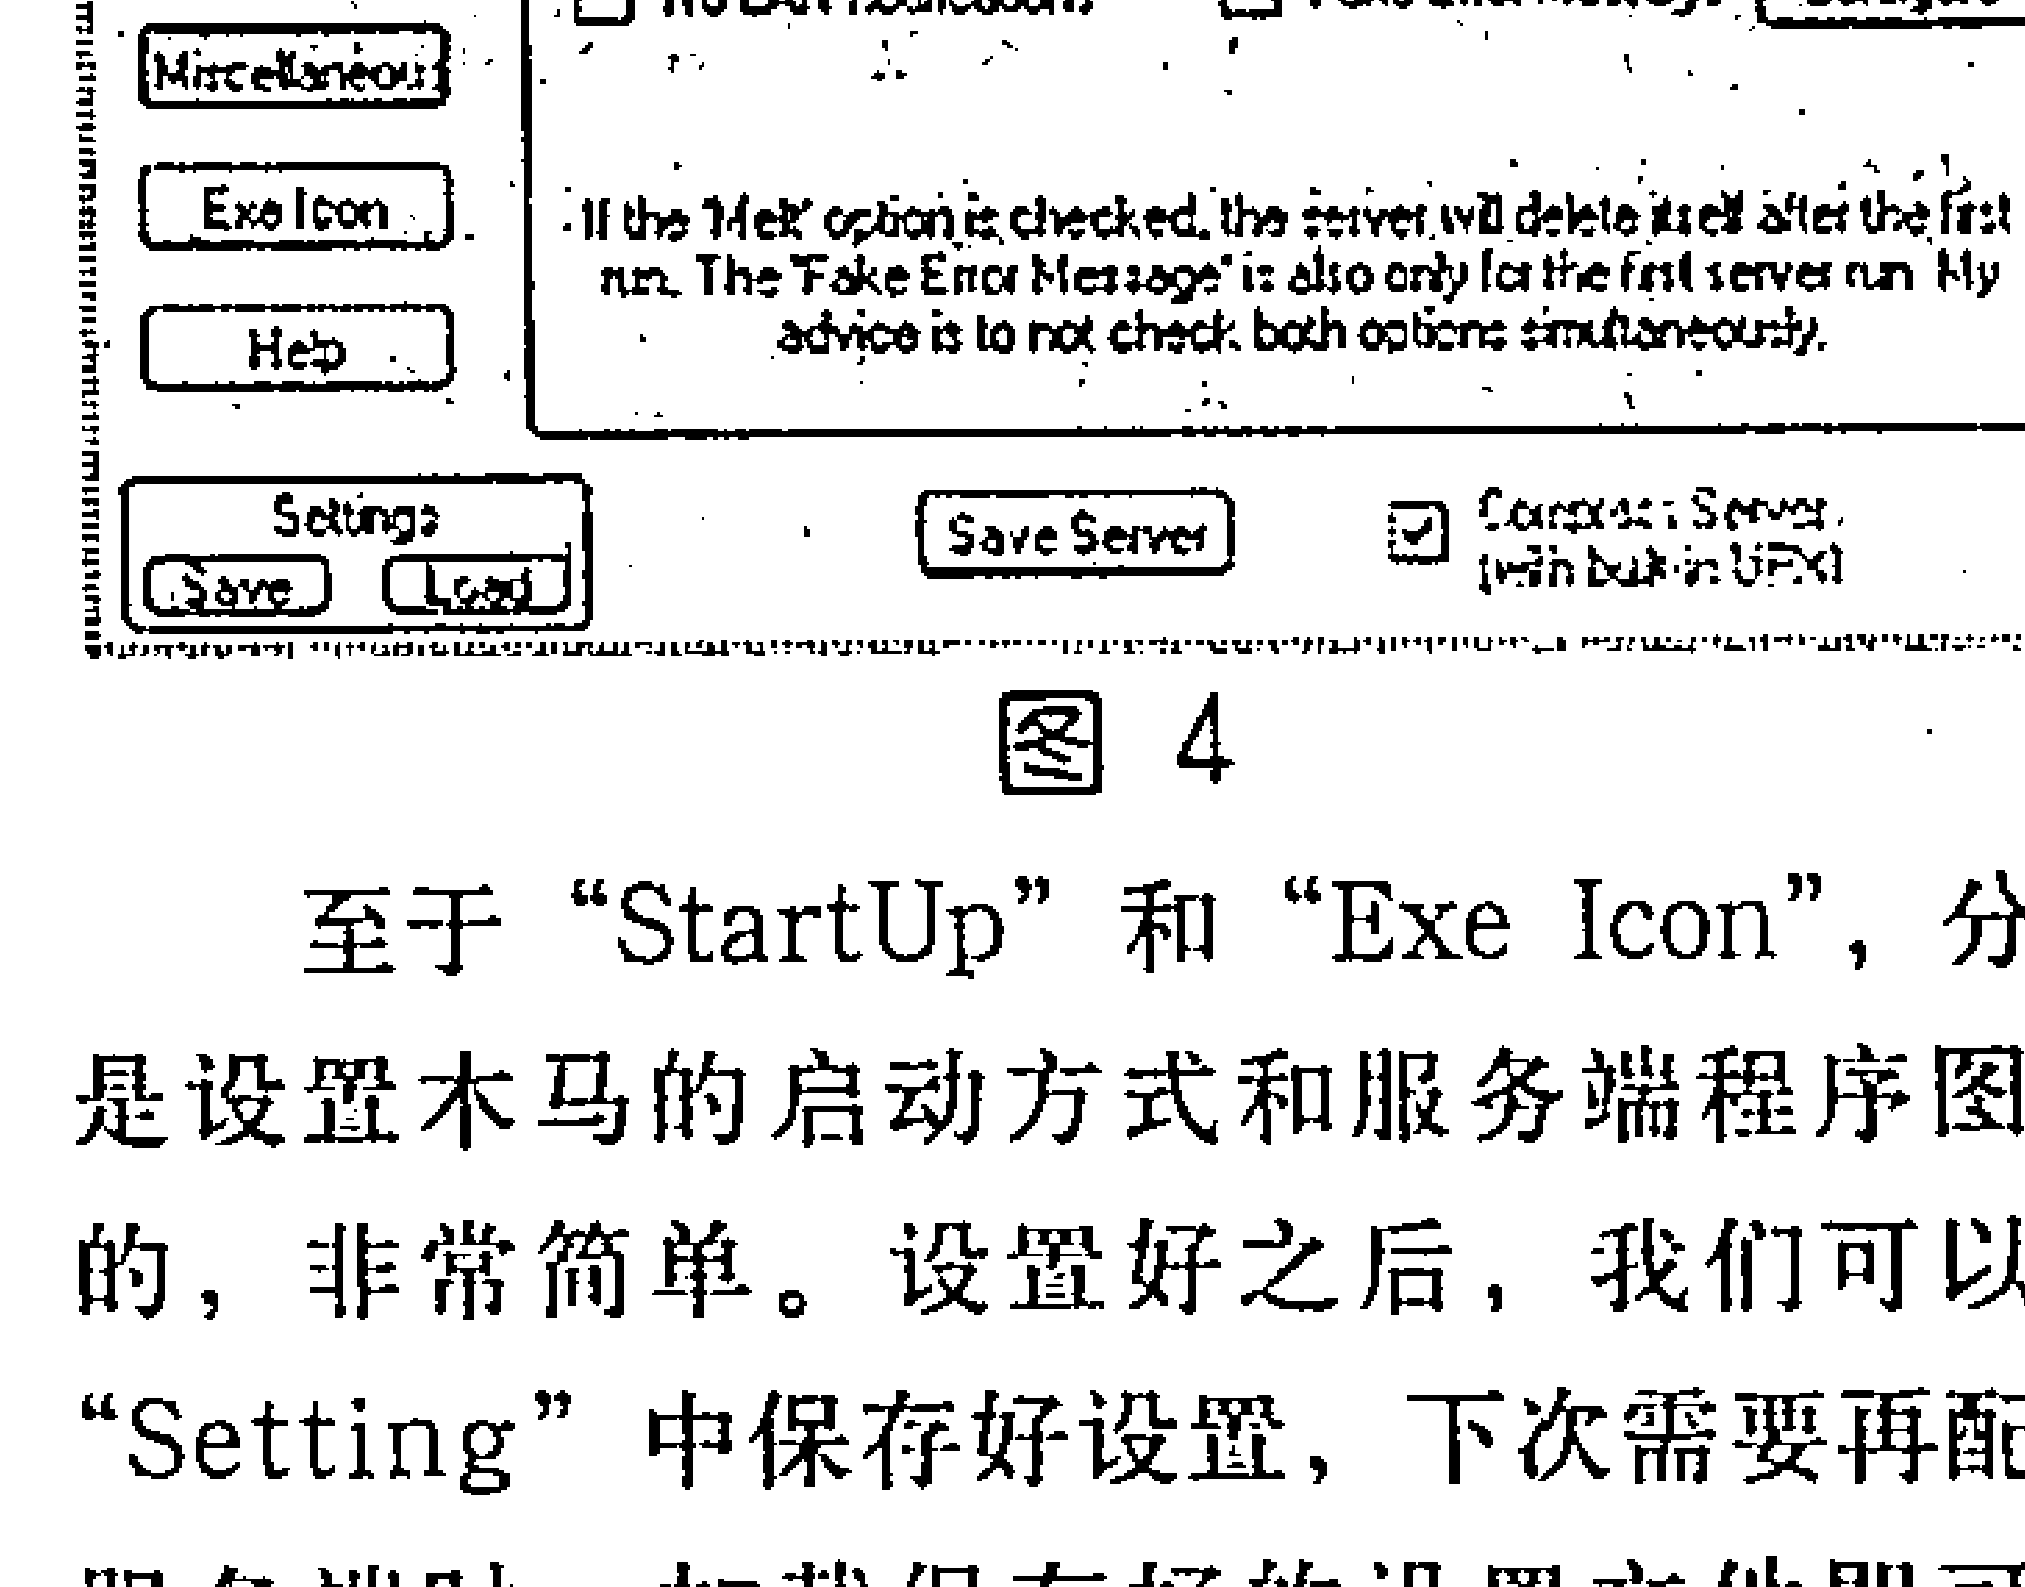 Miscellaneous
Exe Icon
If the "Melt" option is checked, the server will delete itself after the first
run. The "Fake Error Message" is also only for the first server run. My
advice is to not check both options simultaneously.
Help
Settings
Save Load
Save Server
Server
(with built-in UPX)
图 4
至于 “StartUp” 和 “Exe Icon”, 分
是设置木马的启动方式和服务端程序图
的, 非常简单。设置好之后, 我们可以
“Setting” 中保存好设置, 下次需要再配